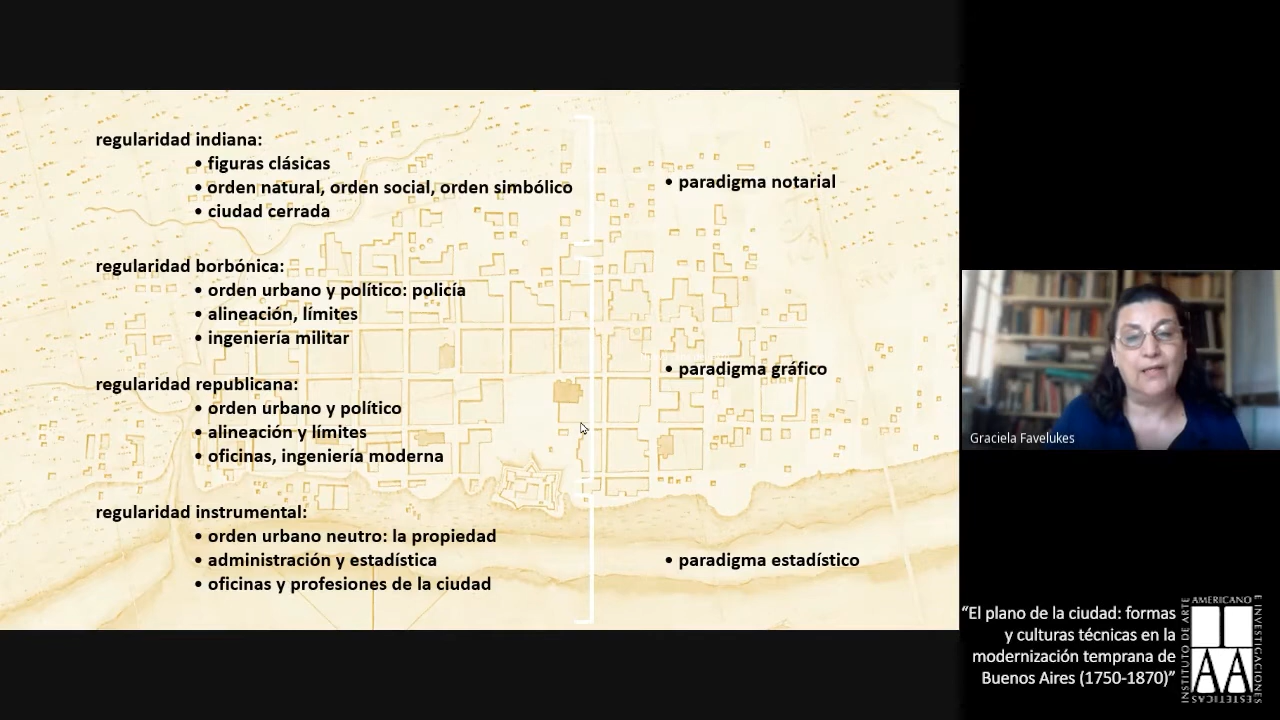 regularidad indiana:
• figuras clásicas
• orden natural, orden social, orden simbólico
• ciudad cerrada
regularidad borbónica:
• orden urbano y político: policía
• alineación, límites
• ingeniería militar
regularidad republicana:
• orden urbano y político
• alineación y límites
• oficinas, ingeniería moderna
regularidad instrumental:
• orden urbano neutro: la propiedad
• administración y estadística
• oficinas y profesiones de la ciudad
• paradigma notarial
• paradigma gráfico
• paradigma estadístico
Graciela Favelukes
“El plano de la ciudad: formas
y culturas técnicas en la
modernización temprana de
Buenos Aires (1750-1870)”
INSTITUTO DE ARTE
AMERICANO
E INVESTIGACIONES
ESTETICAS
IAA